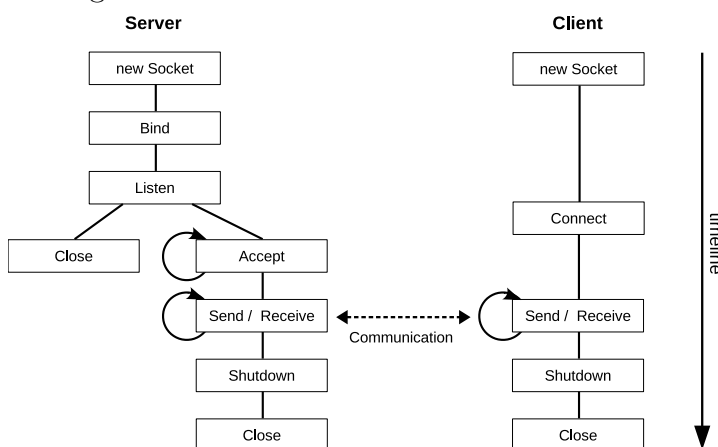 Server
Client
new Socket
new Socket
Bind
Listen
Connect
Close
Accept
timeline
Send / Receive
Communication
Send / Receive
Shutdown
Shutdown
Close
Close